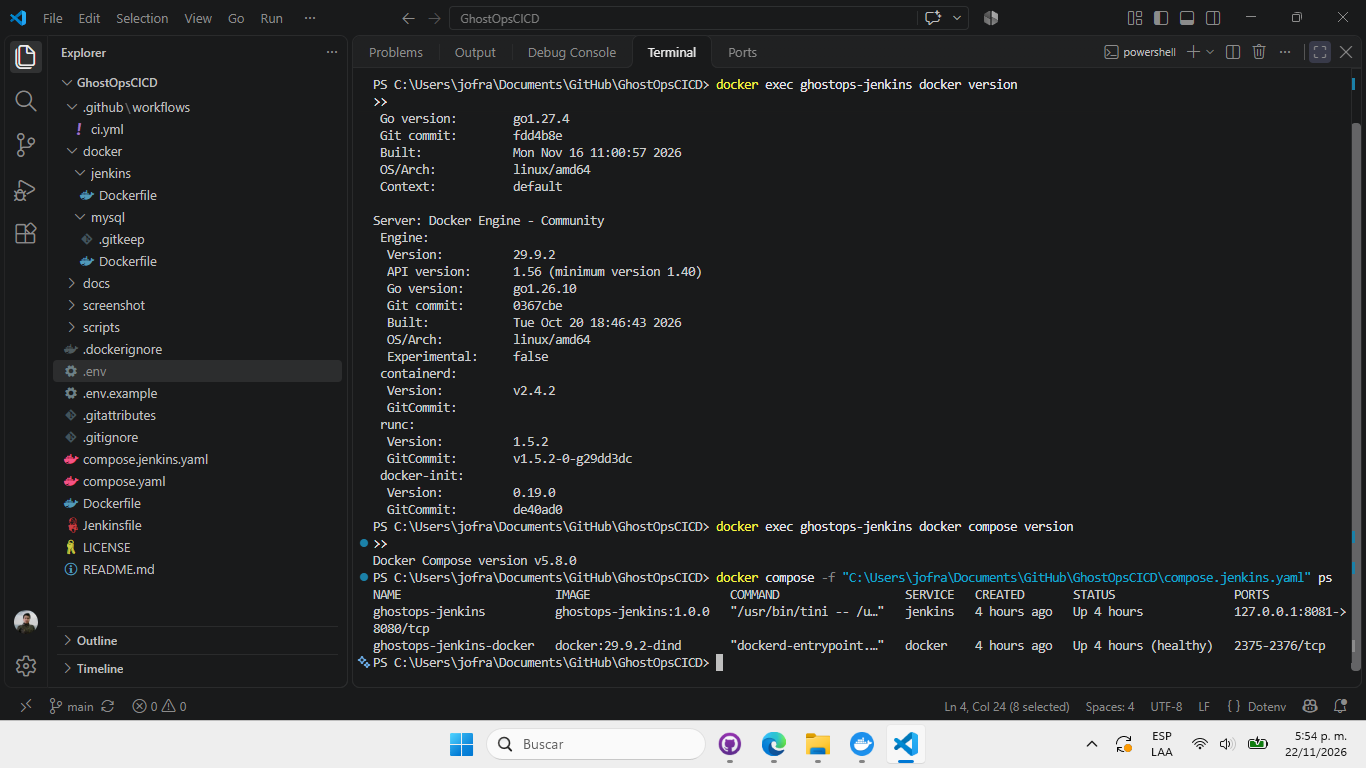 File Edit Selection View Go Run ···
GhostOpsCICD
Explorer ···
GhostOpsCICD
.github\workflows
! ci.yml
docker
jenkins
Dockerfile
mysql
.gitkeep
Dockerfile
docs
screenshot
scripts
.dockerignore
.env
.env.example
.gitattributes
.gitignore
compose.jenkins.yaml
compose.yaml
Dockerfile
Jenkinsfile
LICENSE
README.md
Outline
Timeline
Problems Output Debug Console Terminal Ports
powershell
PS C:\Users\jofra\Documents\GitHub\GhostOpsCICD> docker exec ghostops-jenkins docker version
>>
Go version: go1.27.4
Git commit: fdd4b8e
Built: Mon Nov 16 11:00:57 2026
OS/Arch: linux/amd64
Context: default
Server: Docker Engine - Community
Engine:
Version: 29.9.2
API version: 1.56 (minimum version 1.40)
Go version: go1.26.10
Git commit: 0367cbe
Built: Tue Oct 20 18:46:43 2026
OS/Arch: linux/amd64
Experimental: false
containerd:
Version: v2.4.2
GitCommit:
runc:
Version: 1.5.2
GitCommit: v1.5.2-0-g29dd3dc
docker-init:
Version: 0.19.0
GitCommit: de40ad0
PS C:\Users\jofra\Documents\GitHub\GhostOpsCICD> docker exec ghostops-jenkins docker compose version
>>
Docker Compose version v5.8.0
PS C:\Users\jofra\Documents\GitHub\GhostOpsCICD> docker compose -f "C:\Users\jofra\Documents\GitHub\GhostOpsCICD\compose.jenkins.yaml" ps
NAME IMAGE COMMAND SERVICE CREATED STATUS PORTS
ghostops-jenkins ghostops-jenkins:1.0.0 "/usr/bin/tini -- /u…" jenkins 4 hours ago Up 4 hours 127.0.0.1:8081->
8080/tcp
ghostops-jenkins-docker docker:29.9.2-dind "dockerd-entrypoint.…" docker 4 hours ago Up 4 hours (healthy) 2375-2376/tcp
PS C:\Users\jofra\Documents\GitHub\GhostOpsCICD>
main 0 0 Ln 4, Col 24 (8 selected) Spaces: 4 UTF-8 LF { } Dotenv
Buscar
ESP
LAA
5:54 p. m.
22/11/2026